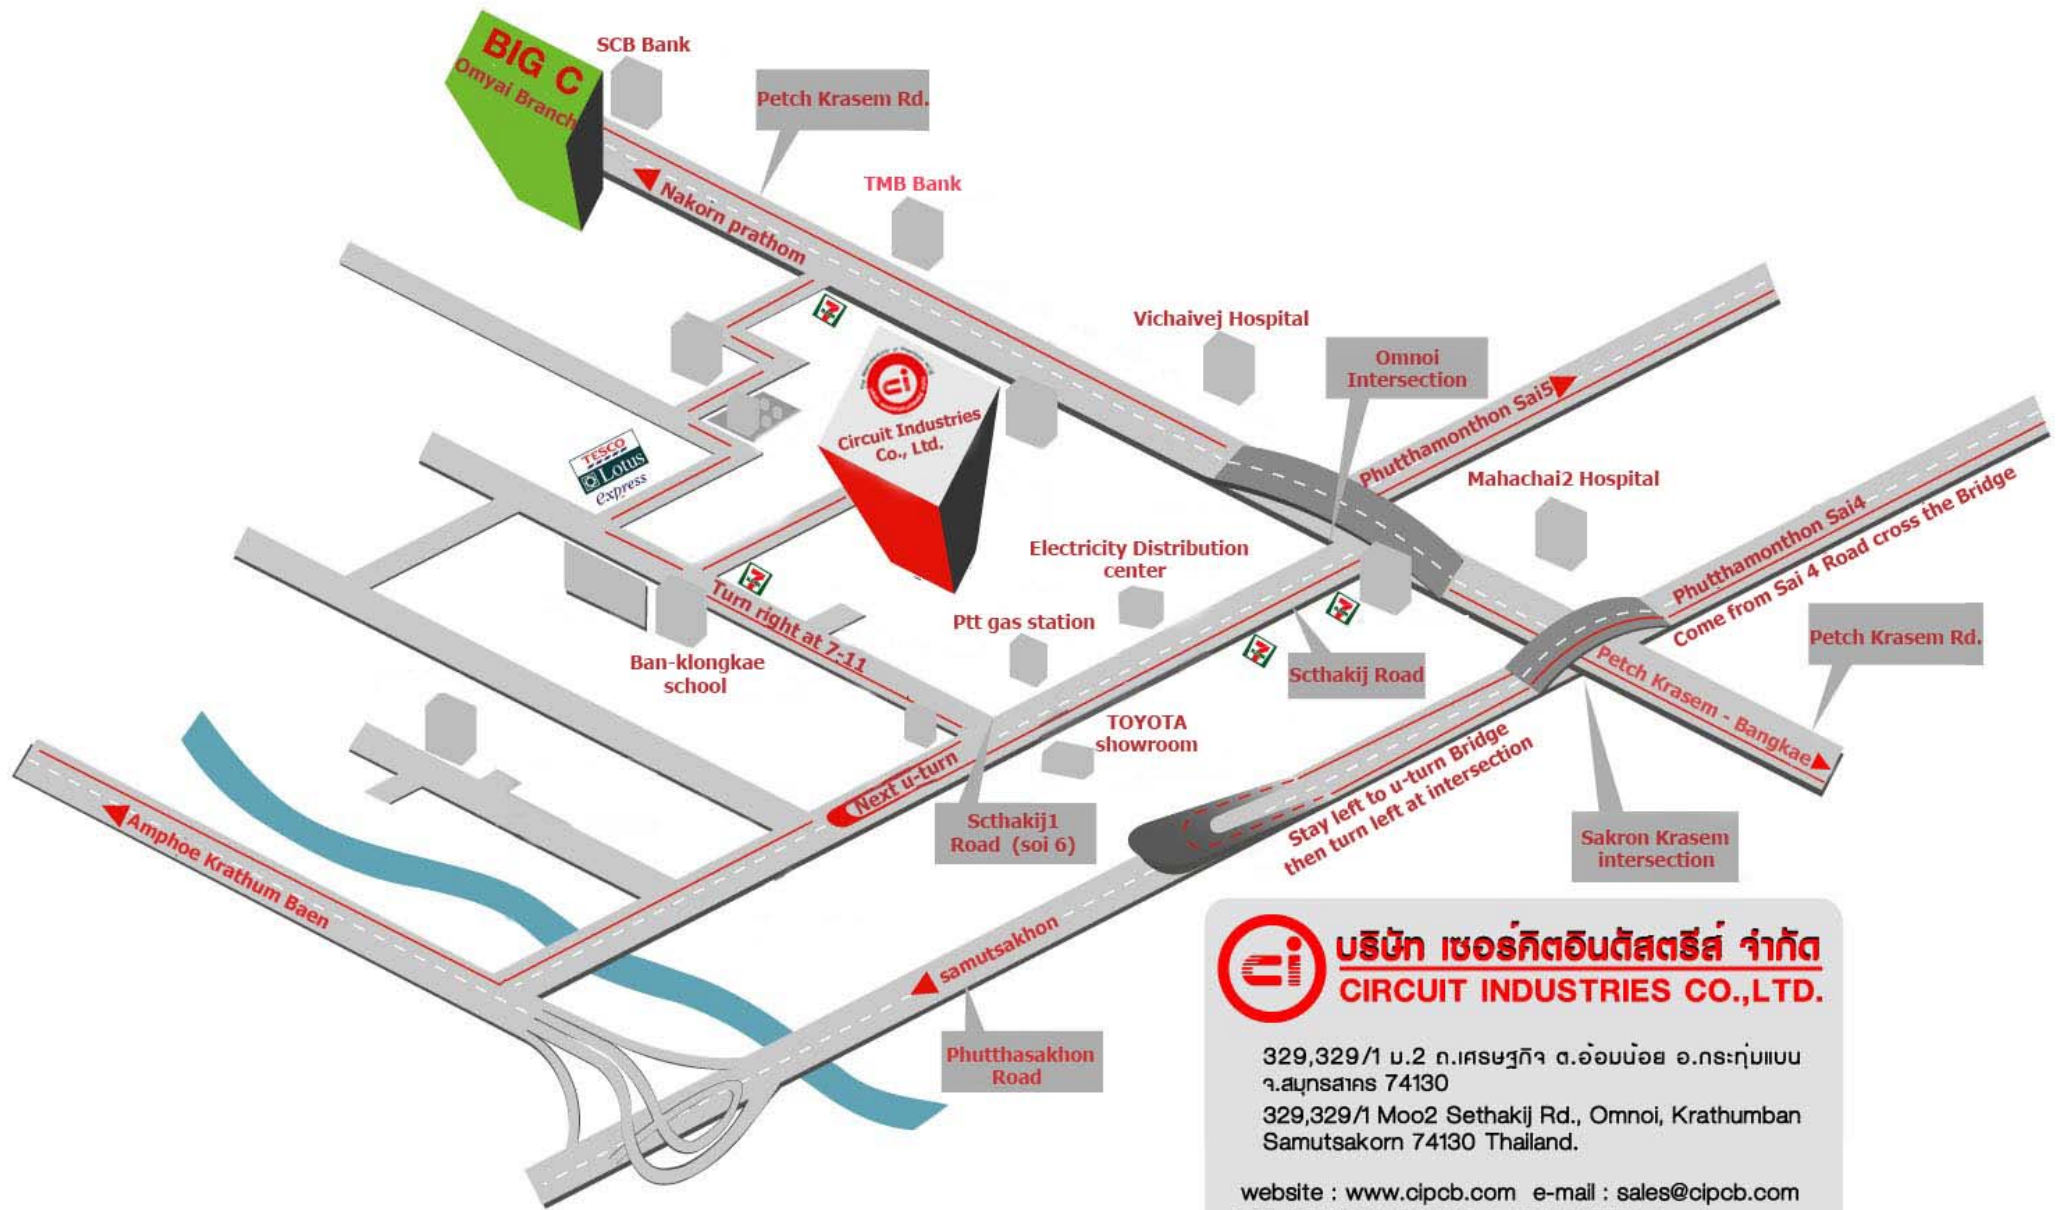 BIG C
Omyai Branch
SCB Bank
Petch Krasem Rd.
Nakorn prathom
TMB Bank
Vichaivej Hospital
Omnoi
Intersection
Phutthamonthon Sai5
Circuit Industries
Co., Ltd.
TESCO
Lotus
express
Mahachai2 Hospital
Phutthamonthon Sai4
Come from Sai 4 Road cross the Bridge
Electricity Distribution
center
Ptt gas station
Turn right at 7-11
Ban-klongkae
school
Scthakij Road
Petch Krasem Rd.
Petch Krasem - Bangkae
TOYOTA
showroom
Next u-turn
Stay left to u-turn Bridge
then turn left at intersection
Scthakij1
Road (soi 6)
Sakron Krasem
intersection
Amphoe Krathum Baen
samutsakhon
Phutthasakhon
Road
บริษัท เซอร์คิตอินดัสตรีส์ จำกัด
CIRCUIT INDUSTRIES CO.,LTD.
329,329/1 ม.2 ถ.เศรษฐกิจ ต.อ้อมน้อย อ.กระทุ่มแบน
จ.สมุทรสาคร 74130
329,329/1 Moo2 Sethakij Rd., Omnoi, Krathumban
Samutsakorn 74130 Thailand.
website : www.cipcb.com e-mail : sales@cipcb.com